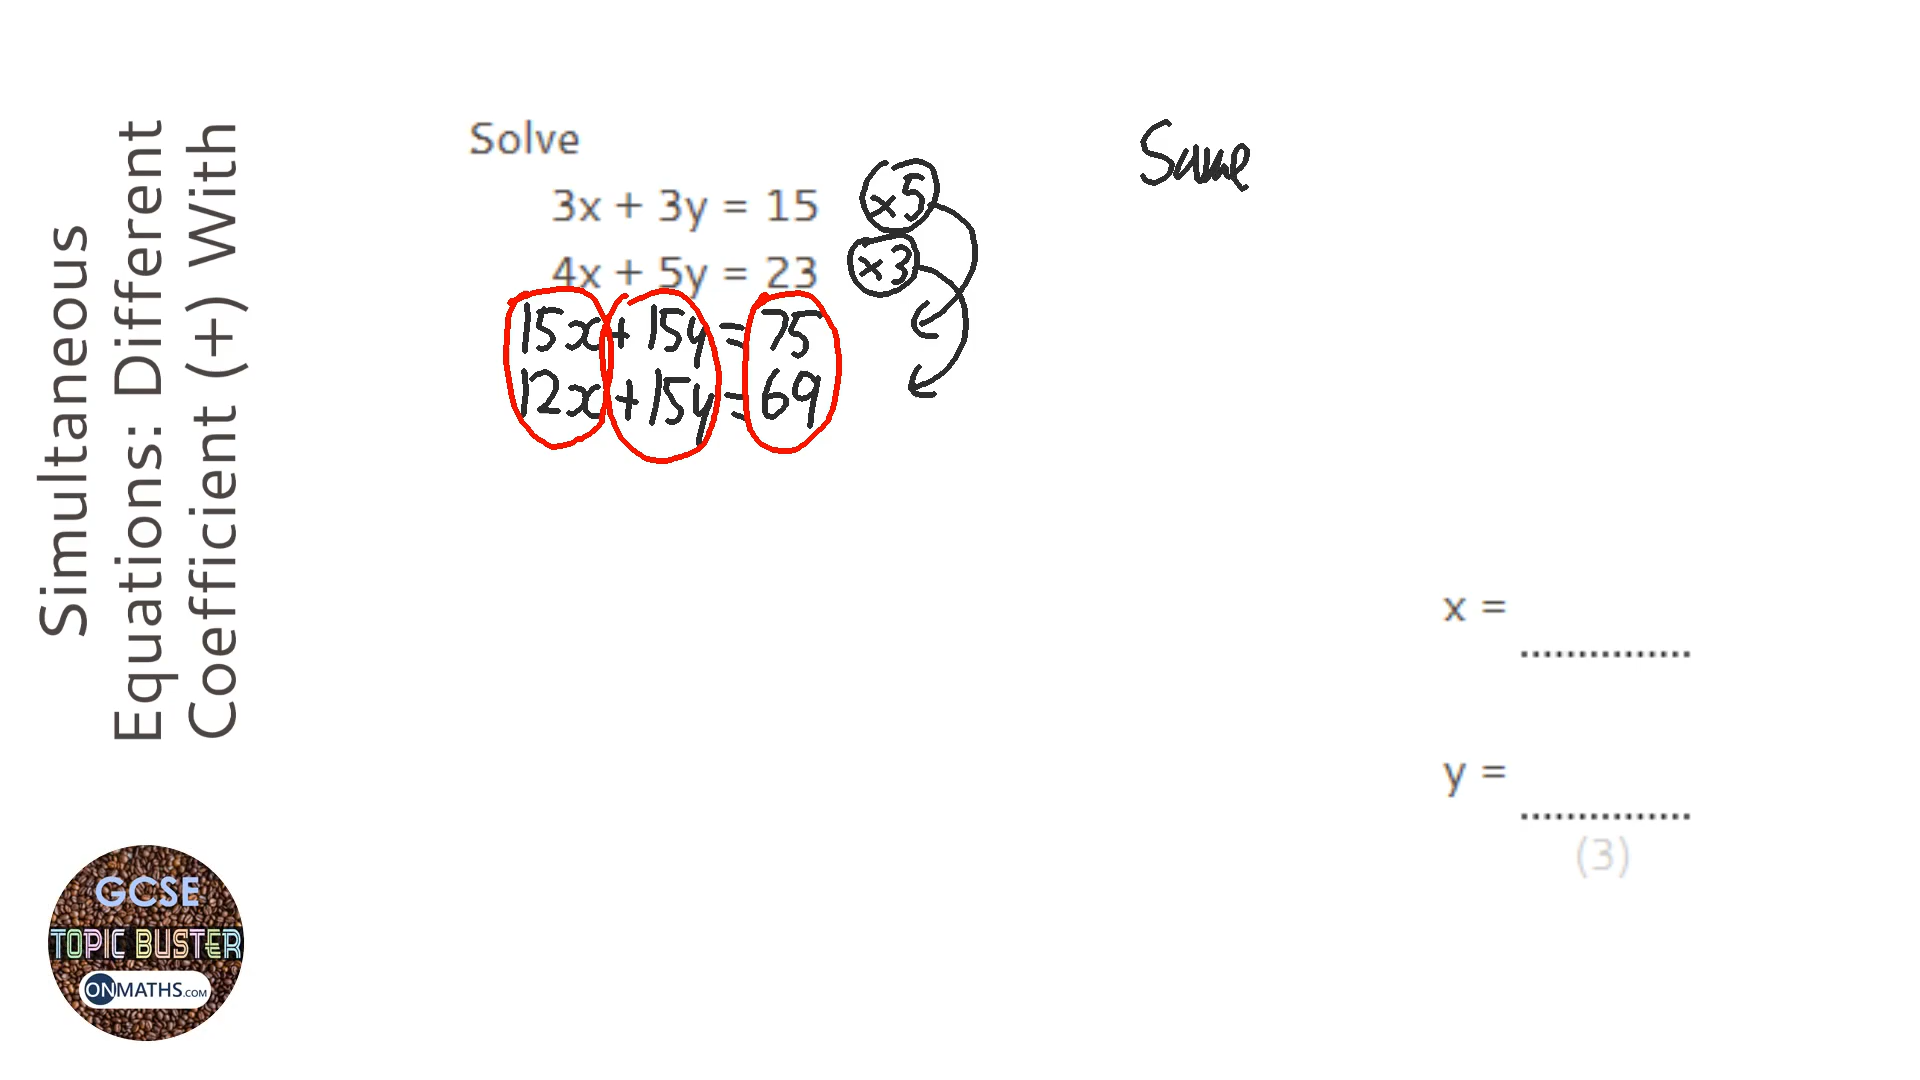 Simultaneous
Equations: Different
Coefficient (+) With
Solve
3x + 3y = 15
×5
4x + 5y = 23
×3
15x + 15y = 75
12x + 15y = 69
Same
x =
...............
y =
...............
(3)
GCSE
TOPIC BUSTER
ONMATHS.COM